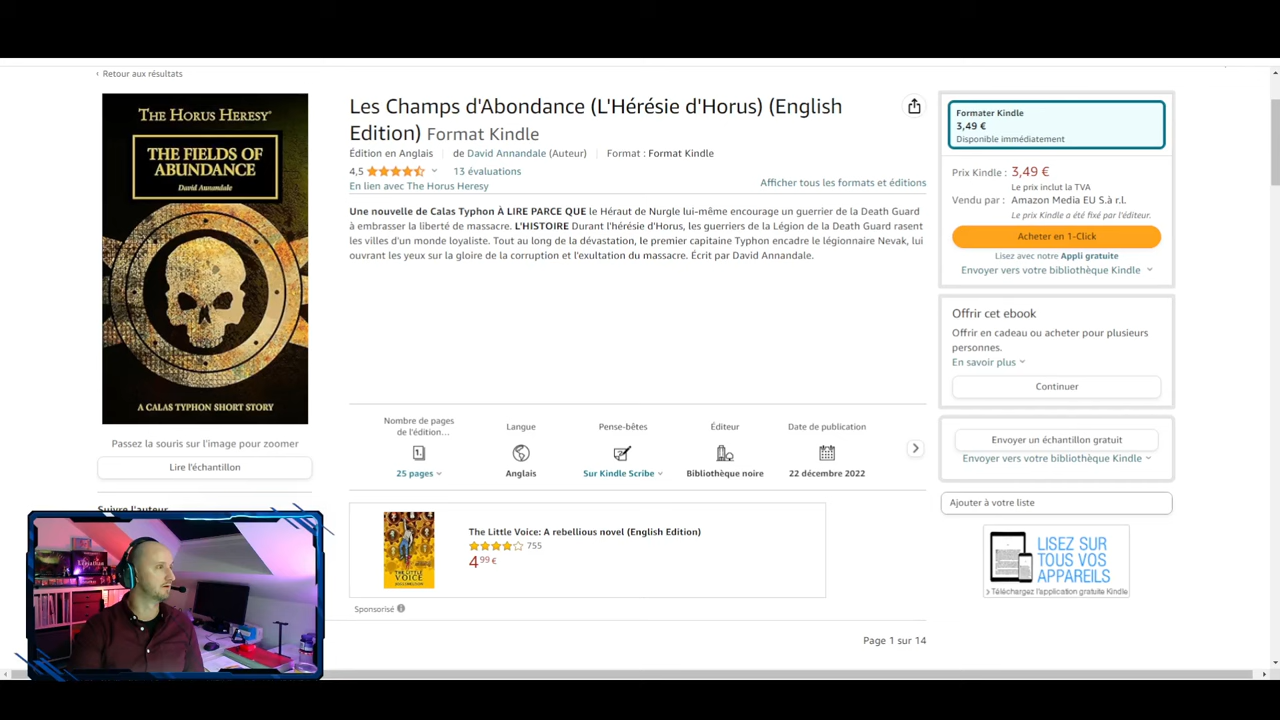 ‹ Retour aux résultats
THE HORUS HERESY
THE FIELDS OF
ABUNDANCE
David Annandale
A CALAS TYPHON SHORT STORY
Passez la souris sur l'image pour zoomer
Lire l'échantillon
Suivre l'auteur
Les Champs d'Abondance (L'Hérésie d'Horus) (English
Edition) Format Kindle
Édition en Anglais de David Annandale (Auteur) Format : Format Kindle
4,5 13 évaluations
En lien avec The Horus Heresy
Afficher tous les formats et éditions
Une nouvelle de Calas Typhon À LIRE PARCE QUE le Héraut de Nurgle lui-même encourage un guerrier de la Death Guard
à embrasser la liberté de massacre. L'HISTOIRE Durant l'hérésie d'Horus, les guerriers de la Légion de la Death Guard rasent
les villes d'un monde loyaliste. Tout au long de la dévastation, le premier capitaine Typhon encadre le légionnaire Nevak, lui
ouvrant les yeux sur la gloire de la corruption et l'exultation du massacre. Écrit par David Annandale.
Nombre de pages
de l'édition…
25 pages
Langue
Anglais
Pense-bêtes
Sur Kindle Scribe
Éditeur
Bibliothèque noire
Date de publication
22 décembre 2022
The Little Voice: A rebellious novel (English Edition)
755
4,99 €
THE LITTLE
VOICE
Sponsorisé
Page 1 sur 14
Formater Kindle
3,49 €
Disponible immédiatement
Prix Kindle : 3,49 €
Le prix inclut la TVA
Vendu par : Amazon Media EU S.à r.l.
Le prix Kindle a été fixé par l'éditeur.
Acheter en 1-Click
Lisez avec notre Appli gratuite
Envoyer vers votre bibliothèque Kindle
Offrir cet ebook
Offrir en cadeau ou acheter pour plusieurs
personnes.
En savoir plus
Continuer
Envoyer un échantillon gratuit
Envoyer vers votre bibliothèque Kindle
Ajouter à votre liste
LISEZ SUR
TOUS VOS
APPAREILS
› Téléchargez l'application gratuite Kindle